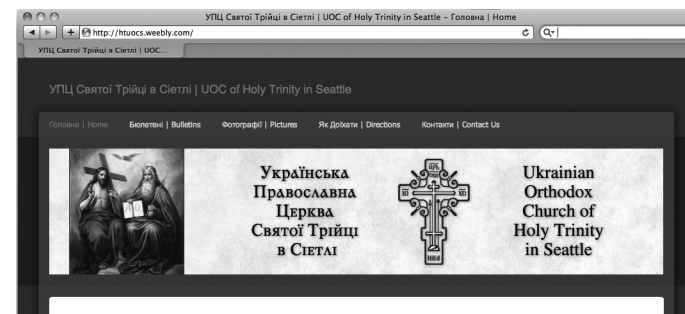 УПЦ Святої Трійці в Сієтлі | UOC of Holy Trinity in Seattle – Головна | Home
http://htuocs.weebly.com/
УПЦ Святої Трійці в Сієтлі | UOC...
УПЦ Святої Трійці в Сієтлі | UOC of Holy Trinity in Seattle
Головна | Home Бюлетені | Bulletins Фотографії | Pictures Як Доїхати | Directions Контакти | Contact Us
Українська
Православна
Церква
Святої Трійці
в Сієтлі
Ukrainian
Orthodox
Church of
Holy Trinity
in Seattle